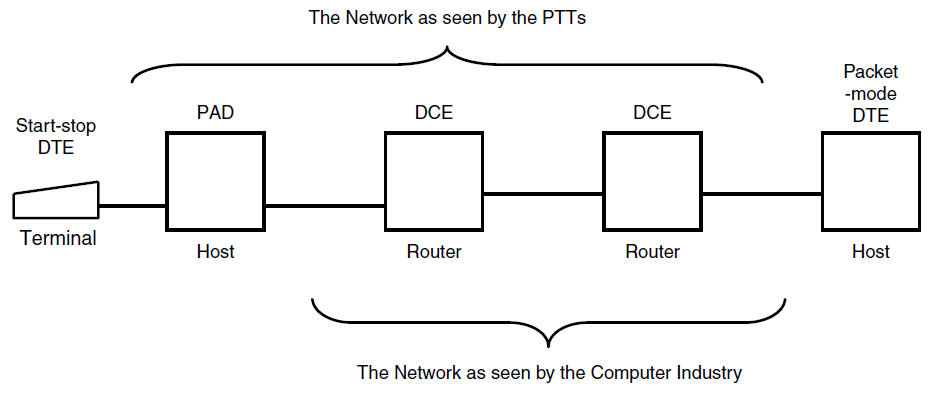 The Network as seen by the PTTs
Packet
-mode
DTE
PAD
DCE
DCE
Start-stop
DTE
Terminal
Host
Router
Router
Host
The Network as seen by the Computer Industry